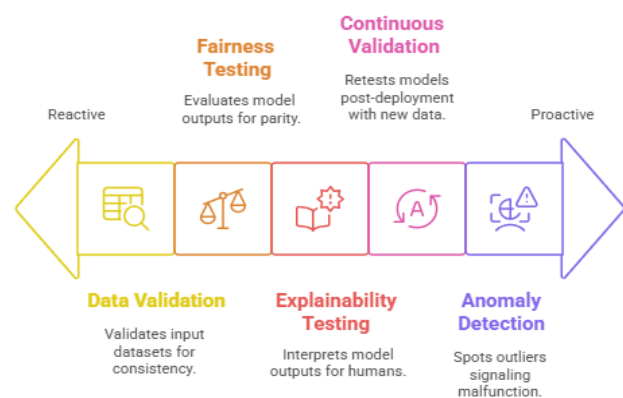 Fairness
Testing
Evaluates model
outputs for parity.
Continuous
Validation
Retests models
post-deployment
with new data.
Reactive
Proactive
A
Data Validation
Validates input
datasets for
consistency.
Explainability
Testing
Interprets model
outputs for humans.
Anomaly
Detection
Spots outliers
signaling
malfunction.